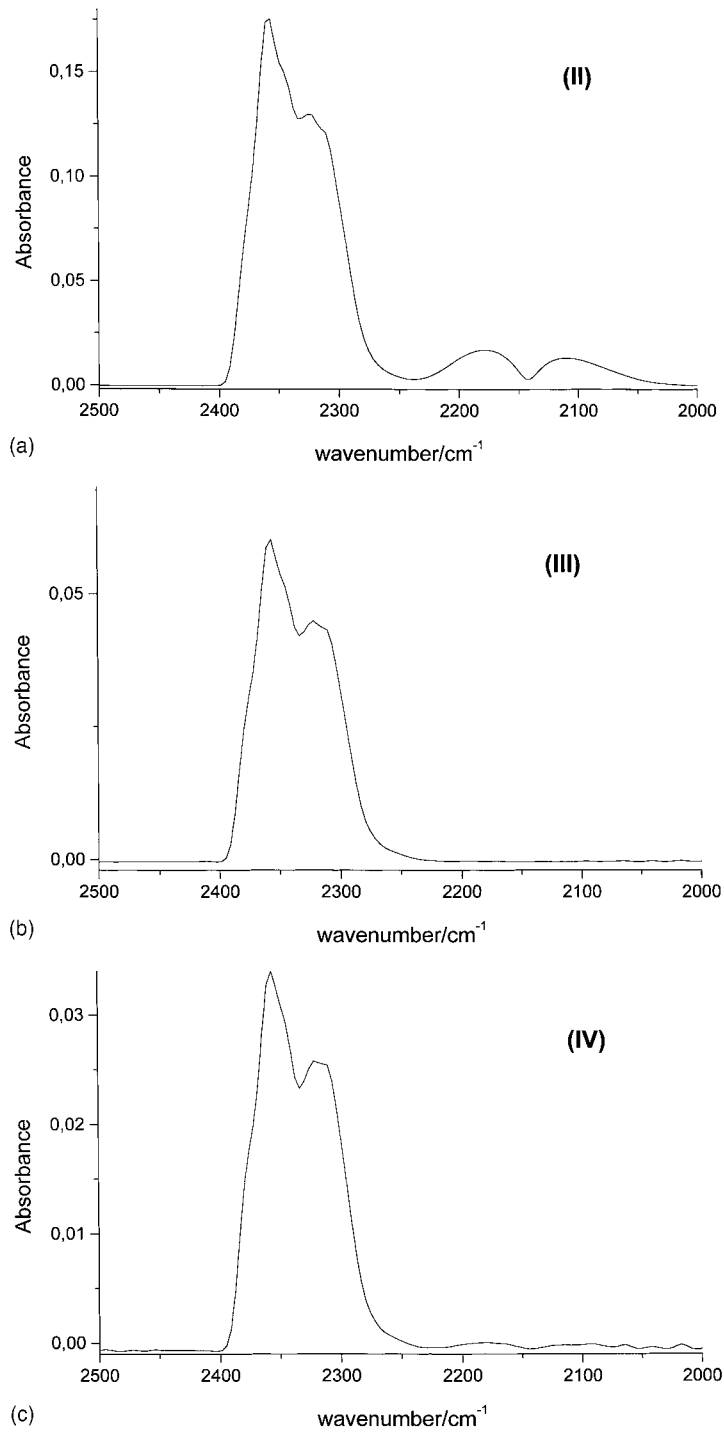 (II)
Absorbance
0,15
0,10
0,05
0,00
2500 2400 2300 2200 2100 2000
wavenumber/cm-1
(a)
(III)
Absorbance
0,05
0,00
2500 2400 2300 2200 2100 2000
wavenumber/cm-1
(b)
(IV)
Absorbance
0,03
0,02
0,01
0,00
2500 2400 2300 2200 2100 2000
wavenumber/cm-1
(c)